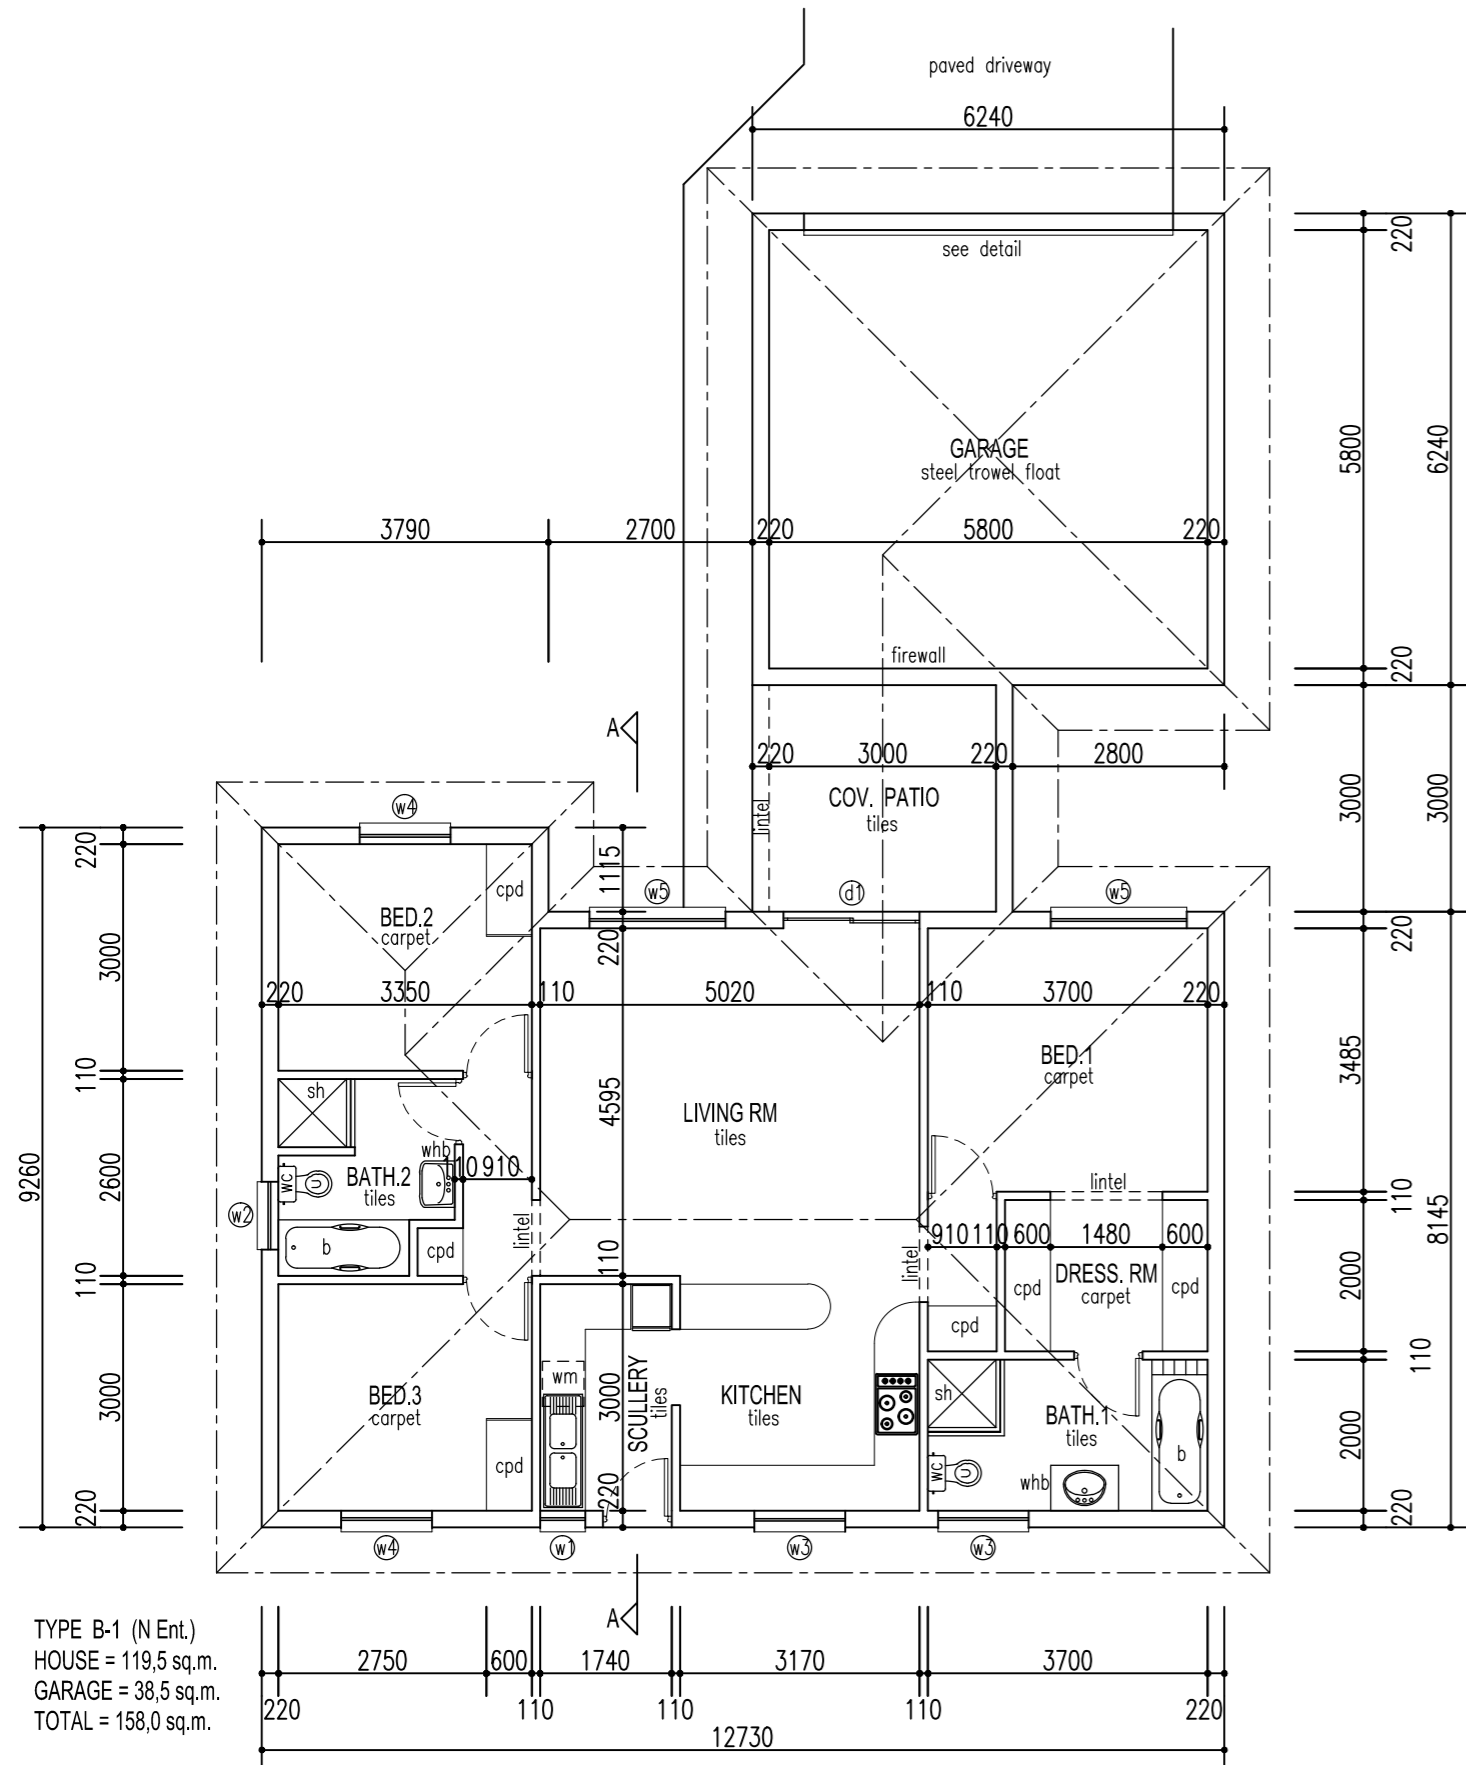 paved driveway
6240
see detail
220
GARAGE
steel trowel float
5800
6240
3790
2700
220
5800
220
firewall
220
A
220
3000
220
2800
COV. PATIO
tiles
lintel
3000
3000
w4
220
1115
cpd
w5
d1
w5
BED.2
carpet
220
220
3000
220
3350
110
5020
110
3700
220
110
BED.1
carpet
3485
sh
4595
LIVING RM
tiles
whb
110
910
BATH.2
tiles
WC
lintel
110
9260
2600
w2
lintel
b
cpd
110
lintel
910
110
600
1480
600
8145
110
DRESS. RM
carpet
cpd
cpd
cpd
2000
110
wm
SCULLERY
tiles
3000
BED.3
carpet
3000
KITCHEN
tiles
sh
BATH.1
tiles
2000
cpd
WC
whb
b
220
220
220
w4
w1
w3
w3
A
TYPE B-1 (N Ent.)
HOUSE = 119,5 sq.m.
GARAGE = 38,5 sq.m.
TOTAL = 158,0 sq.m.
2750
600
1740
3170
3700
220
110
110
110
220
12730